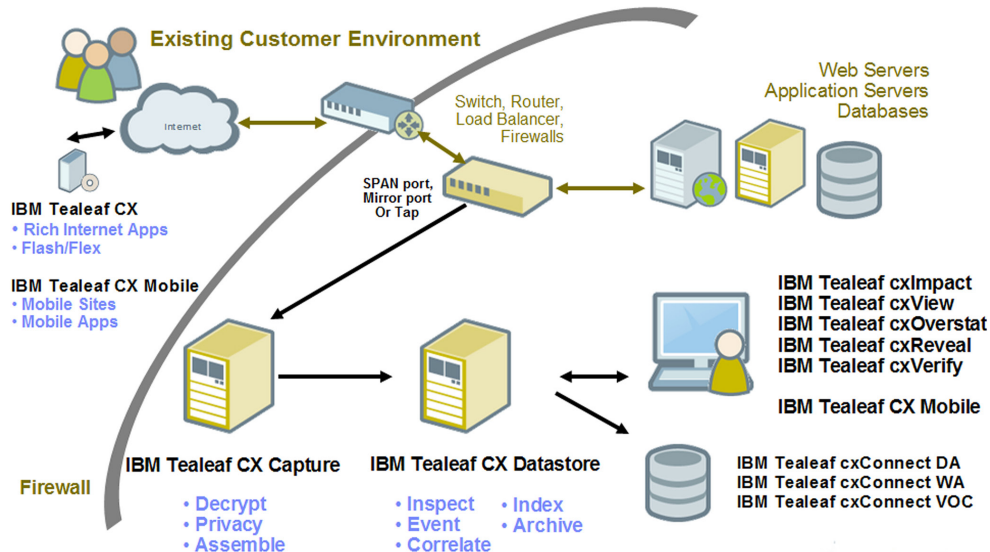 Existing Customer Environment
Internet
Switch, Router,
Load Balancer,
Firewalls
Web Servers
Application Servers
Databases
SPAN port,
Mirror port
Or Tap
IBM Tealeaf CX
• Rich Internet Apps
• Flash/Flex
IBM Tealeaf CX Mobile
• Mobile Sites
• Mobile Apps
IBM Tealeaf cxImpact
IBM Tealeaf cxView
IBM Tealeaf cxOverstat
IBM Tealeaf cxReveal
IBM Tealeaf cxVerify
IBM Tealeaf CX Mobile
Firewall
IBM Tealeaf CX Capture
• Decrypt
• Privacy
• Assemble
IBM Tealeaf CX Datastore
• Inspect
• Event
• Correlate
• Index
• Archive
IBM Tealeaf cxConnect DA
IBM Tealeaf cxConnect WA
IBM Tealeaf cxConnect VOC